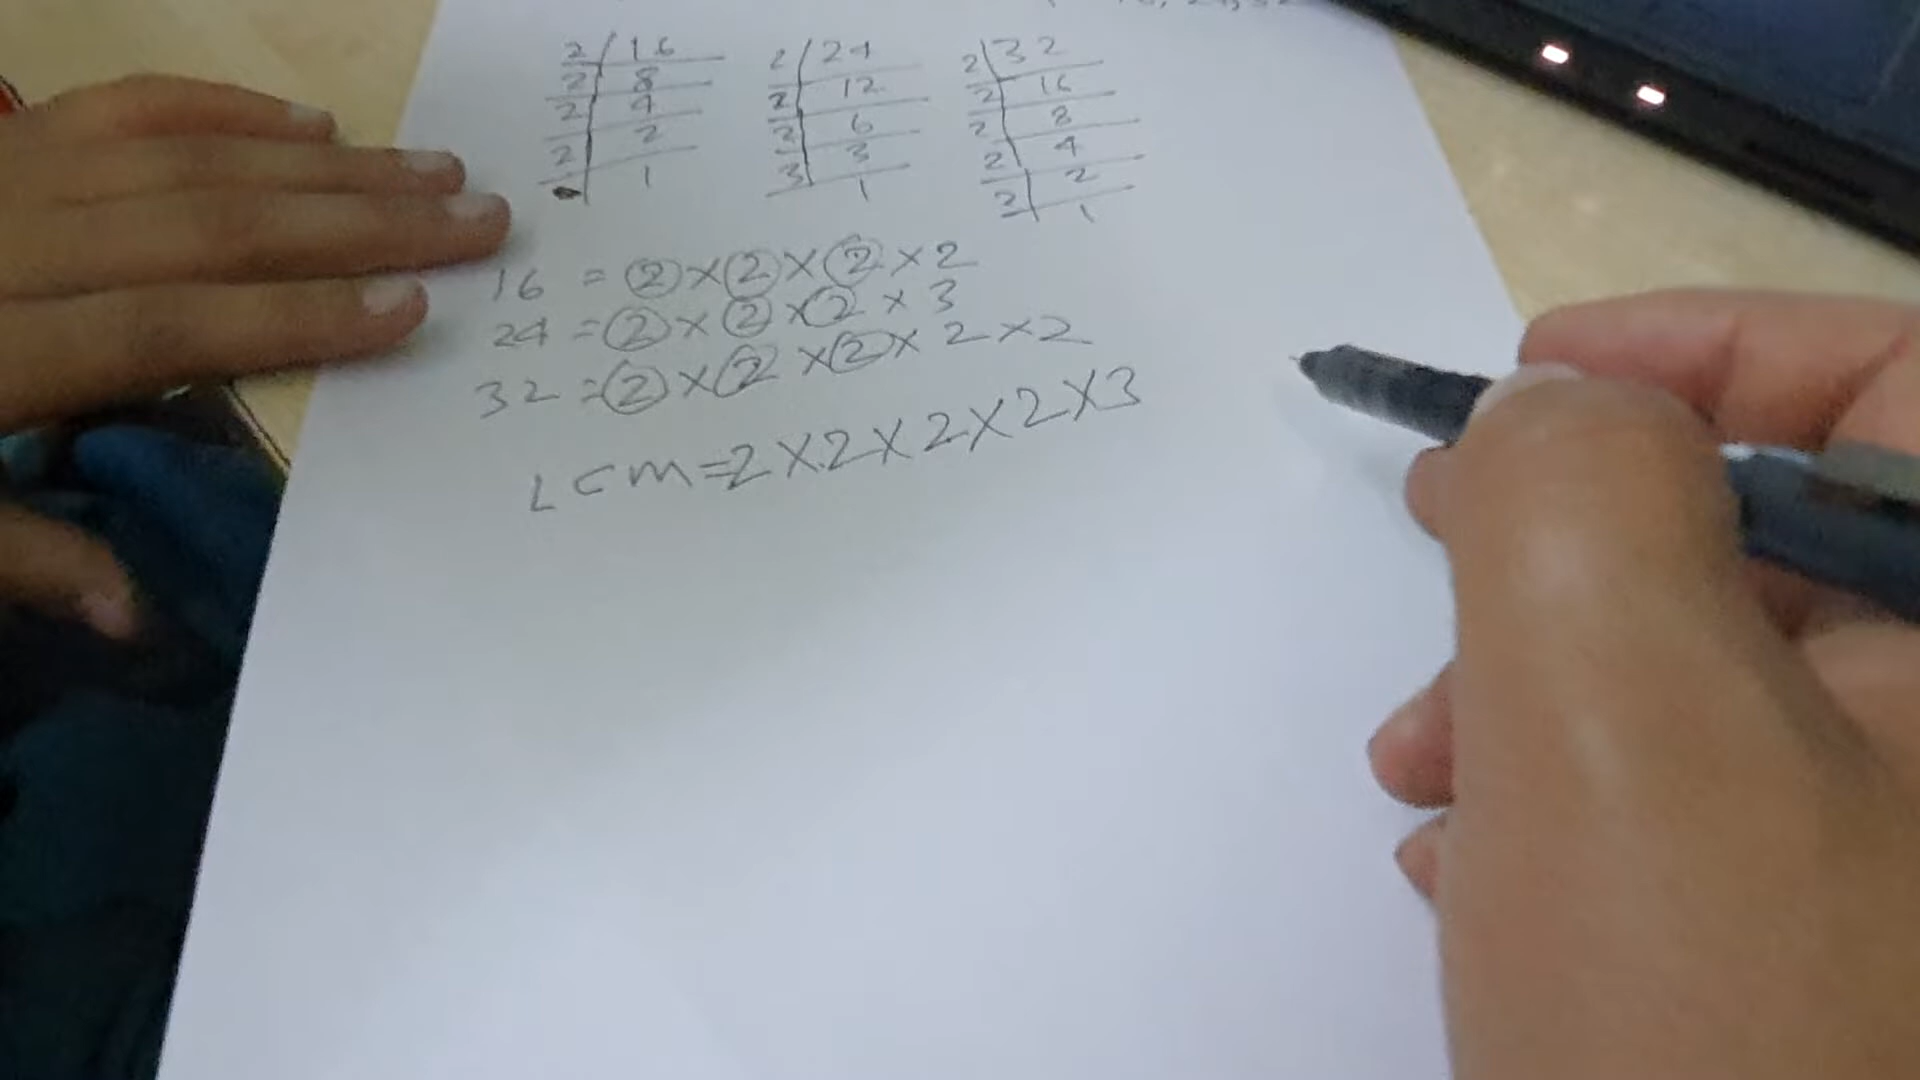 2 16 2 24 2 32
2 8 2 12 2 16
2 4 2 6 2 8
2 2 3 3 2 4
1 1 2 2
1
16 = 2 × 2 × 2 × 2
24 = 2 × 2 × 2 × 3
32 = 2 × 2 × 2 × 2 × 2
LCM = 2 × 2 × 2 × 2 × 3